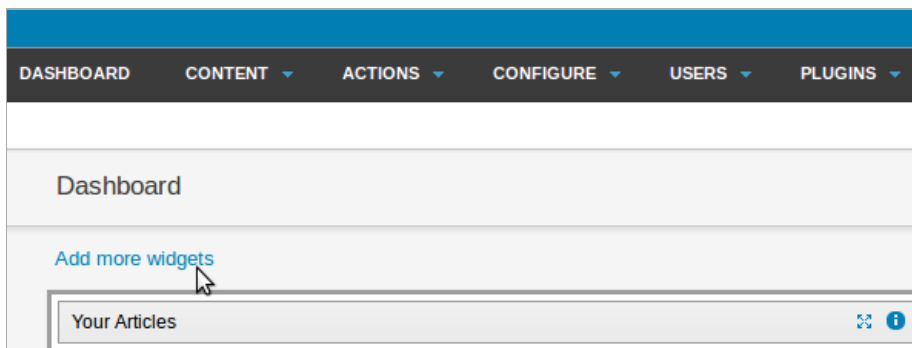 DASHBOARD CONTENT ACTIONS CONFIGURE USERS PLUGINS
Dashboard
Add more widgets
Your Articles